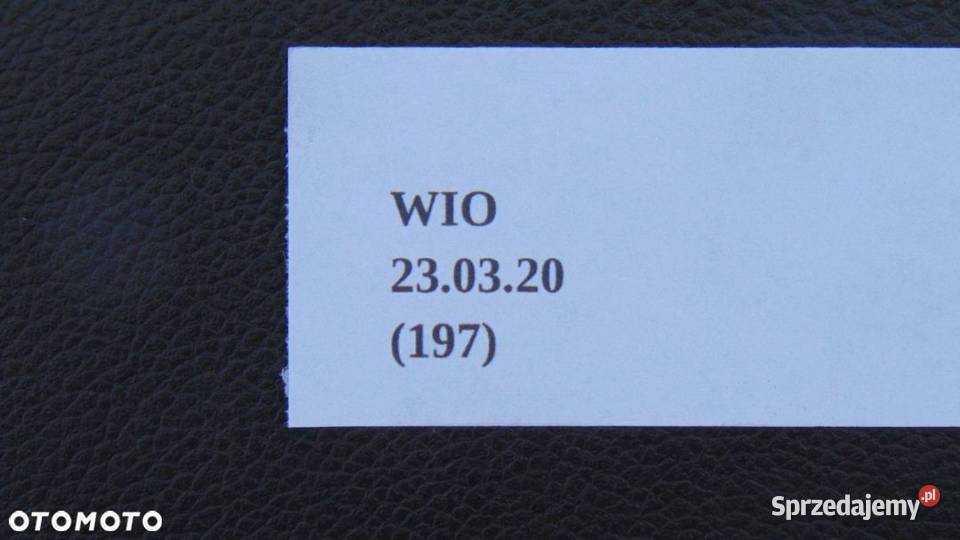 WIO
23.03.20
(197)
OTOMOTO
Sprzedajemy.pl